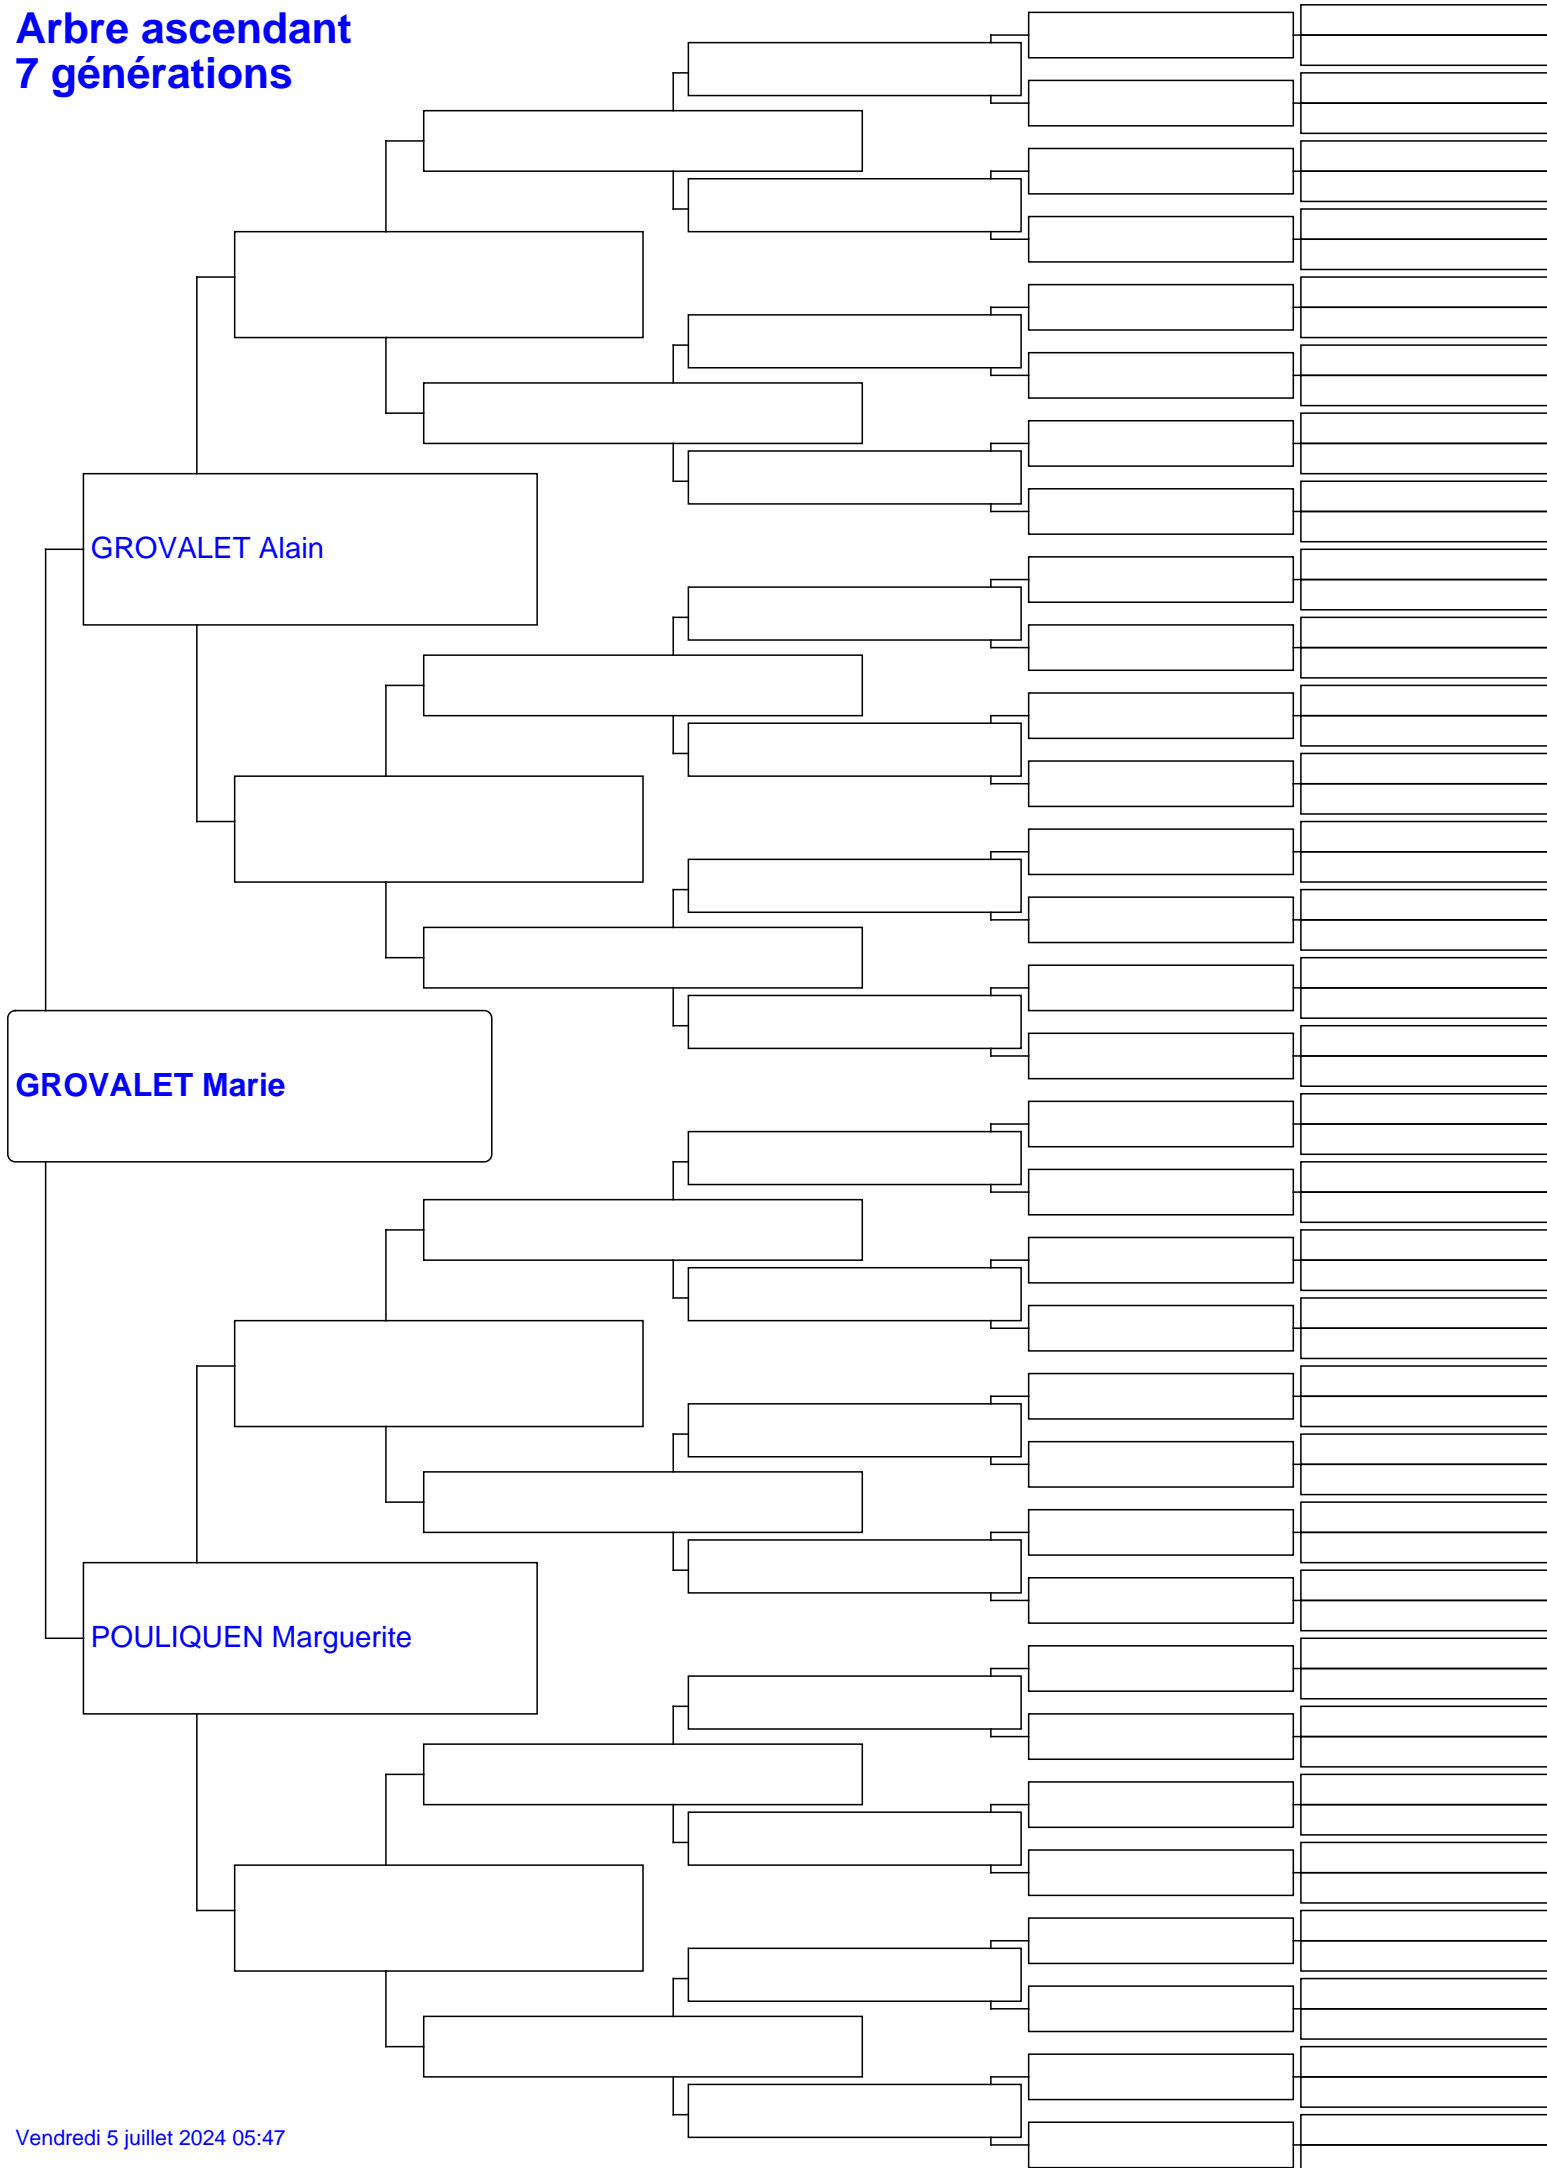 Arbre ascendant
7 générations
GROVALET Alain
GROVALET Marie
POULIQUEN Marguerite
Vendredi 5 juillet 2024 05:47